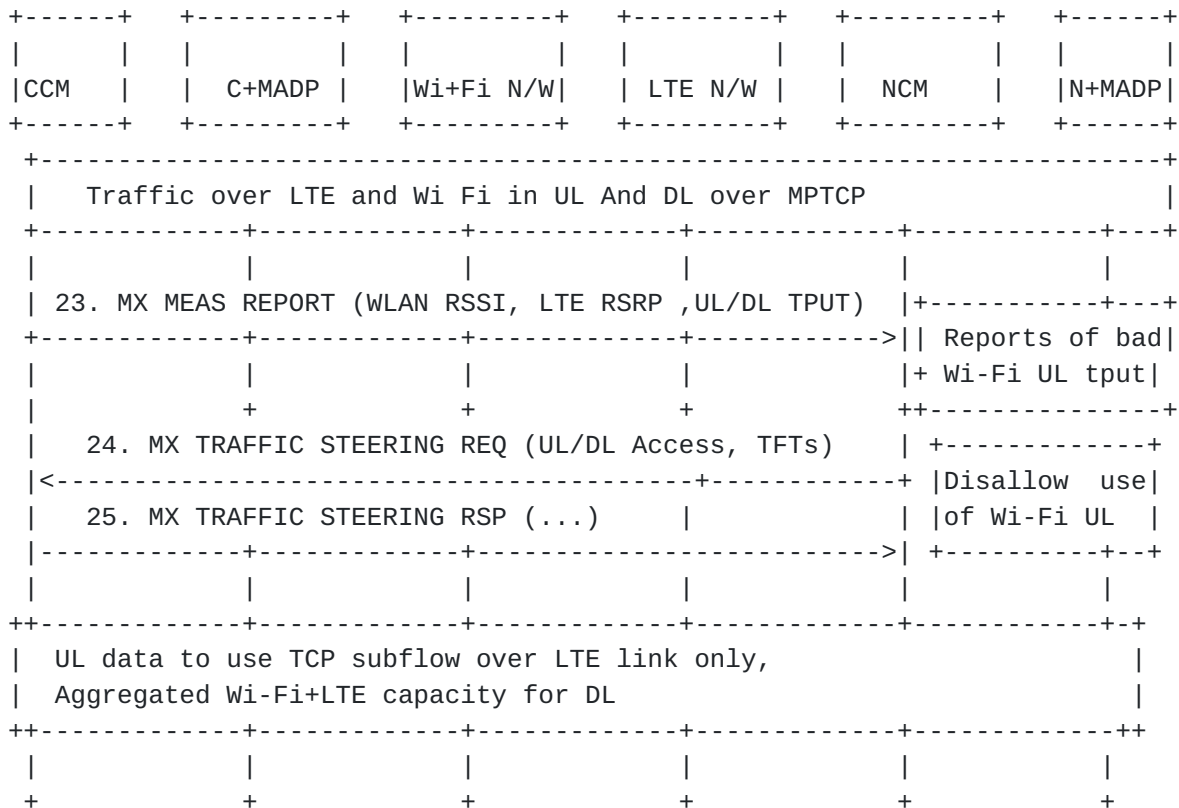 CCM C+MADP Wi+Fi N/W LTE N/W NCM N+MADP
Traffic over LTE and Wi Fi in UL And DL over MPTCP
23. MX MEAS REPORT (WLAN RSSI, LTE RSRP ,UL/DL TPUT)
Reports of bad
Wi-Fi UL tput
24. MX TRAFFIC STEERING REQ (UL/DL Access, TFTs)
Disallow use
25. MX TRAFFIC STEERING RSP (...)
of Wi-Fi UL
UL data to use TCP subflow over LTE link only,
Aggregated Wi-Fi+LTE capacity for DL